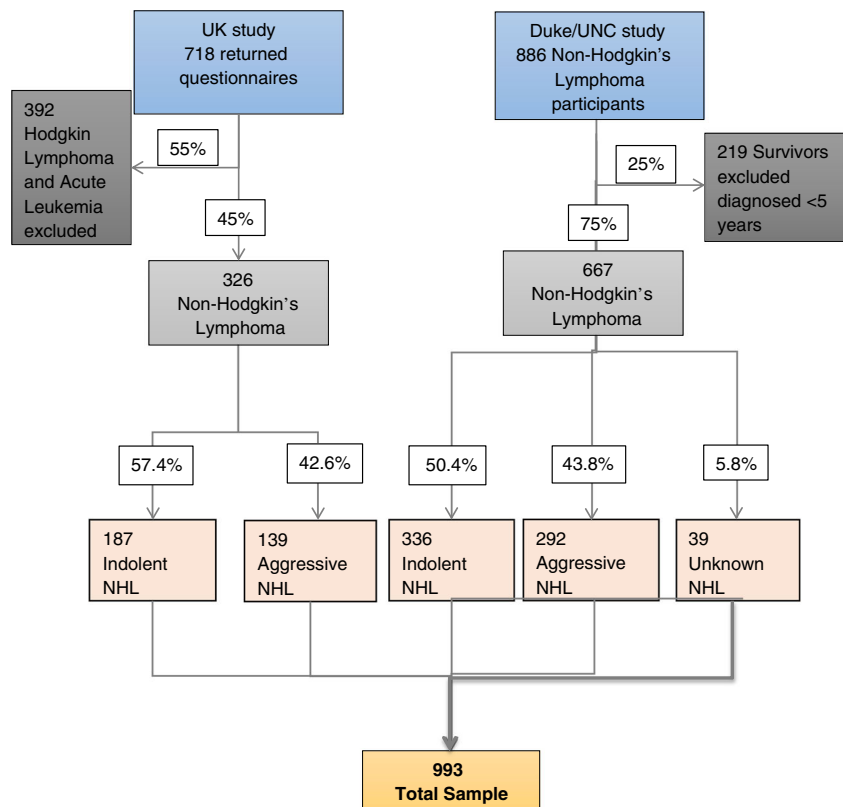 UK study
718 returned
questionnaires
Duke/UNC study
886 Non-Hodgkin's
Lymphoma
participants
392
Hodgkin
Lymphoma
and Acute
Leukemia
excluded
55%
25%
219 Survivors
excluded
diagnosed <5
years
45%
75%
326
Non-Hodgkin's
Lymphoma
667
Non-Hodgkin's
Lymphoma
57.4%
42.6%
50.4%
43.8%
5.8%
187
Indolent
NHL
139
Aggressive
NHL
336
Indolent
NHL
292
Aggressive
NHL
39
Unknown
NHL
993
Total Sample